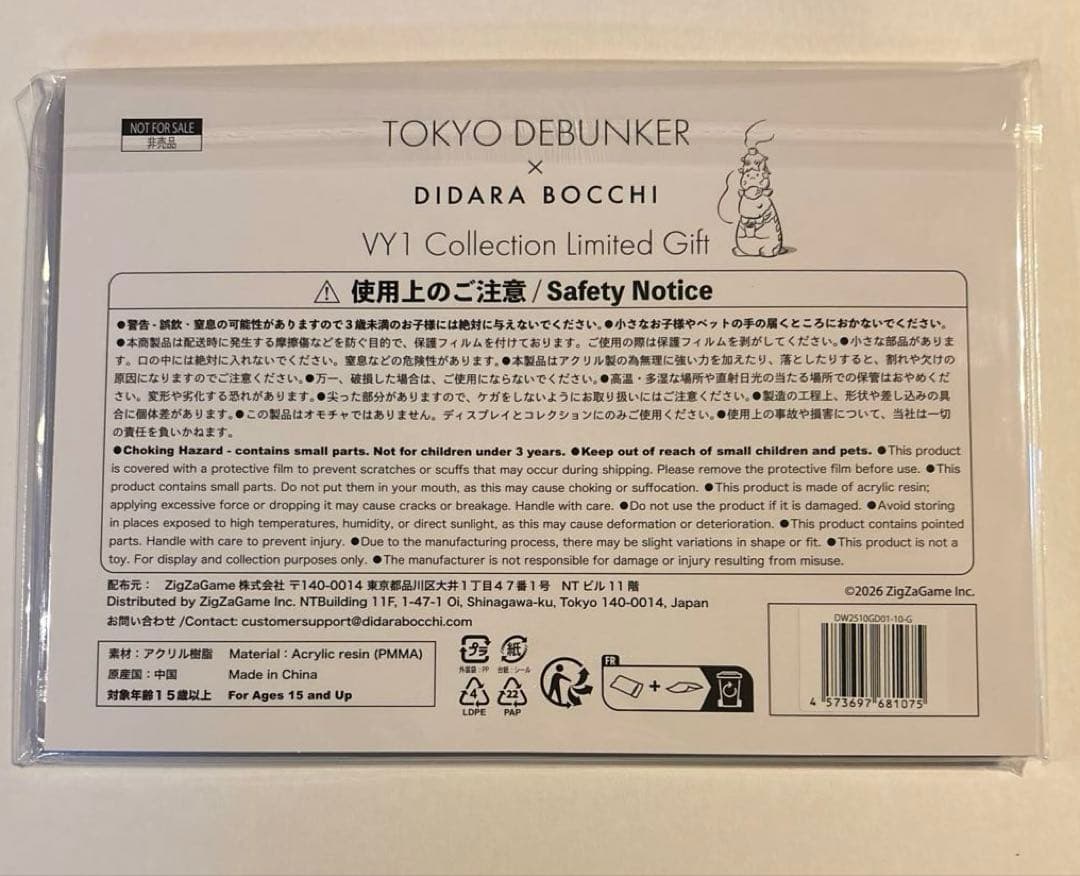 NOT FOR SALE
非売品
TOKYO DEBUNKER
×
DIDARA BOCCHI
VY1 Collection Limited Gift
⚠ 使用上のご注意 / Safety Notice
●警告 - 誤飲・窒息の可能性がありますので３歳未満のお子様には絶対に与えないでください。●小さなお子様やペットの手の届くところにおかないでください。
●本商製品は配送時に発生する摩擦傷などを防ぐ目的で、保護フィルムを付けております。ご使用の際は保護フィルムを剥がしてください。●小さな部品がありま
す。口の中には絶対に入れないでください。窒息などの危険性があります。●本製品はアクリル製の為無理に強い力を加えたり、落としたりすると、割れや欠けの
原因になりますのでご注意ください。●万一、破損した場合は、ご使用にならないでください。●高温・多湿な場所や直射日光の当たる場所での保管はおやめくだ
さい。変形や劣化する恐れがあります。●尖った部分がありますので、ケガをしないようにお取り扱いにはご注意ください。●製造の工程上、形状や差し込みの具
合に個体差があります。●この製品はオモチャではありません。ディスプレイとコレクションにのみご使用ください。●使用上の事故や損害について、当社は一切
の責任を負いかねます。
●Choking Hazard - contains small parts. Not for children under 3 years. ●Keep out of reach of small children and pets. ●This product
is covered with a protective film to prevent scratches or scuffs that may occur during shipping. Please remove the protective film before use. ●This
product contains small parts. Do not put them in your mouth, as this may cause choking or suffocation. ●This product is made of acrylic resin;
applying excessive force or dropping it may cause cracks or breakage. Handle with care. ●Do not use the product if it is damaged. ●Avoid storing
in places exposed to high temperatures, humidity, or direct sunlight, as this may cause deformation or deterioration. ●This product contains pointed
parts. Handle with care to prevent injury. ●Due to the manufacturing process, there may be slight variations in shape or fit. ●This product is not a
toy. For display and collection purposes only. ●The manufacturer is not responsible for damage or injury resulting from misuse.
配布元： ZigZaGame 株式会社 〒140-0014 東京都品川区大井１丁目４７番１号 NT ビル 11 階
©2026 ZigZaGame Inc.
Distributed by ZigZaGame Inc. NTBuilding 11F, 1-47-1 Oi, Shinagawa-ku, Tokyo 140-0014, Japan
お問い合わせ /Contact: customersupport@didarabocchi.com
素材：アクリル樹脂 Material : Acrylic resin (PMMA)
原産国：中国 Made in China
対象年齢１５歳以上 For Ages 15 and Up
プラ
外装袋：PP
紙
台紙：シール
4
LDPE
22
PAP
FR
+
DW2510GD01-10-G
4 573697 681075